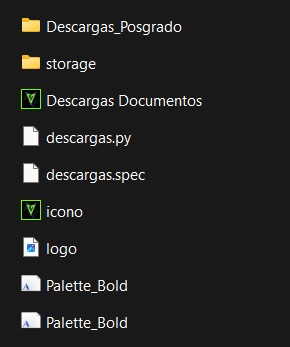 Descargas_Posgrado
storage
Descargas Documentos
descargas.py
descargas.spec
icono
logo
Palette_Bold
Palette_Bold